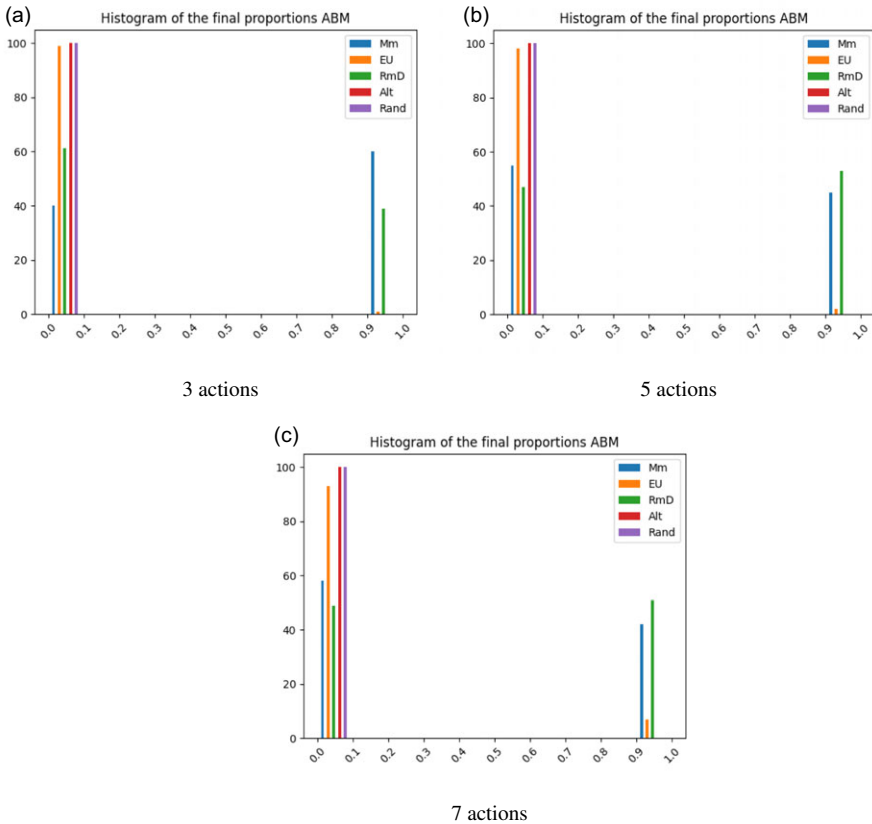 (a)
Histogram of the final proportions ABM
100
80
60
40
20
0
Mm
EU
RmD
Alt
Rand
0.0 0.1 0.2 0.3 0.4 0.5 0.6 0.7 0.8 0.9 1.0
3 actions
(b)
Histogram of the final proportions ABM
100
80
60
40
20
0
Mm
EU
RmD
Alt
Rand
0.0 0.1 0.2 0.3 0.4 0.5 0.6 0.7 0.8 0.9 1.0
5 actions
(c)
Histogram of the final proportions ABM
100
80
60
40
20
0
Mm
EU
RmD
Alt
Rand
0.0 0.1 0.2 0.3 0.4 0.5 0.6 0.7 0.8 0.9 1.0
7 actions